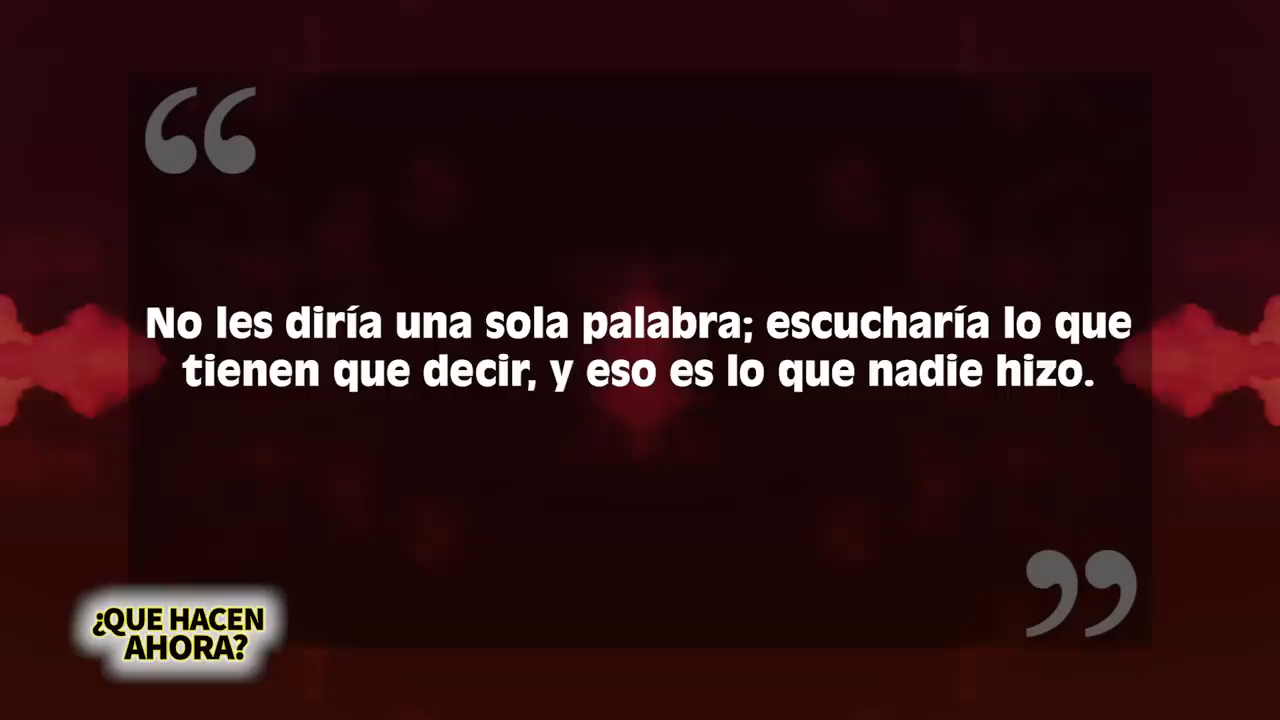 No les diría una sola palabra; escucharía lo que
tienen que decir, y eso es lo que nadie hizo.
¿QUE HACEN
AHORA?